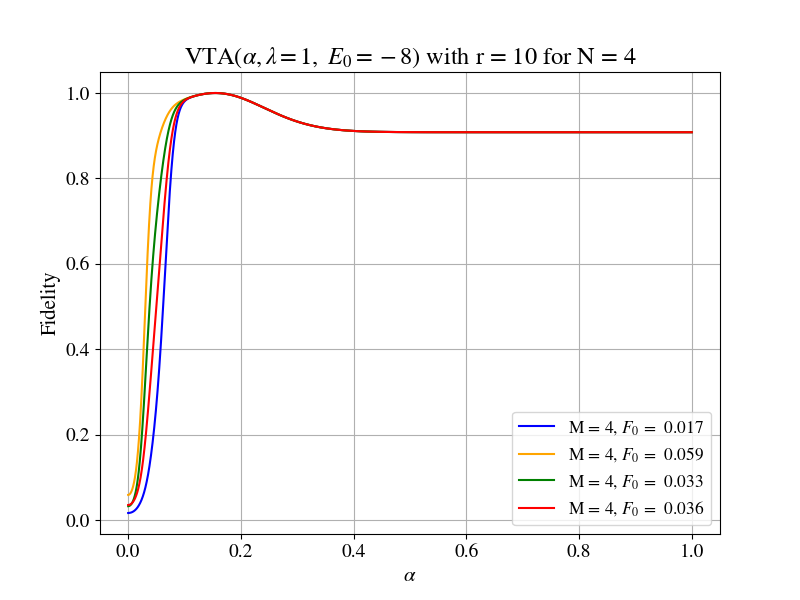 VTA(α, λ = 1, E₀ = −8) with r = 10 for N = 4
Fidelity
1.0
0.8
0.6
0.4
0.2
0.0
0.0 0.2 0.4 0.6 0.8 1.0
α
M = 4, F₀ = 0.017
M = 4, F₀ = 0.059
M = 4, F₀ = 0.033
M = 4, F₀ = 0.036